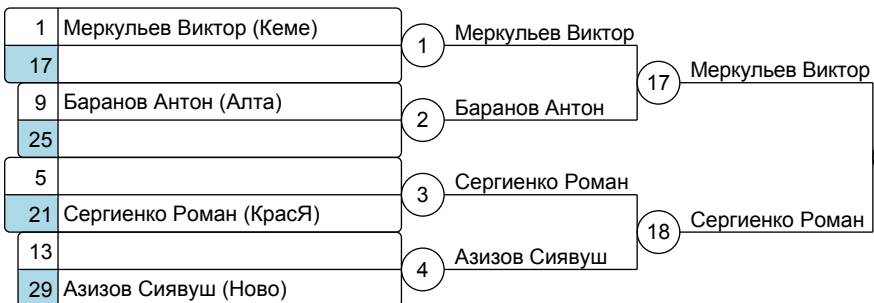 1 Меркульев Виктор (Кеме)
17
9 Баранов Антон (Алта)
25
5
21 Сергиенко Роман (КрасЯ)
13
29 Азизов Сиявуш (Ново)
1 Меркульев Виктор
2 Баранов Антон
3 Сергиенко Роман
4 Азизов Сиявуш
17 Меркульев Виктор
18 Сергиенко Роман